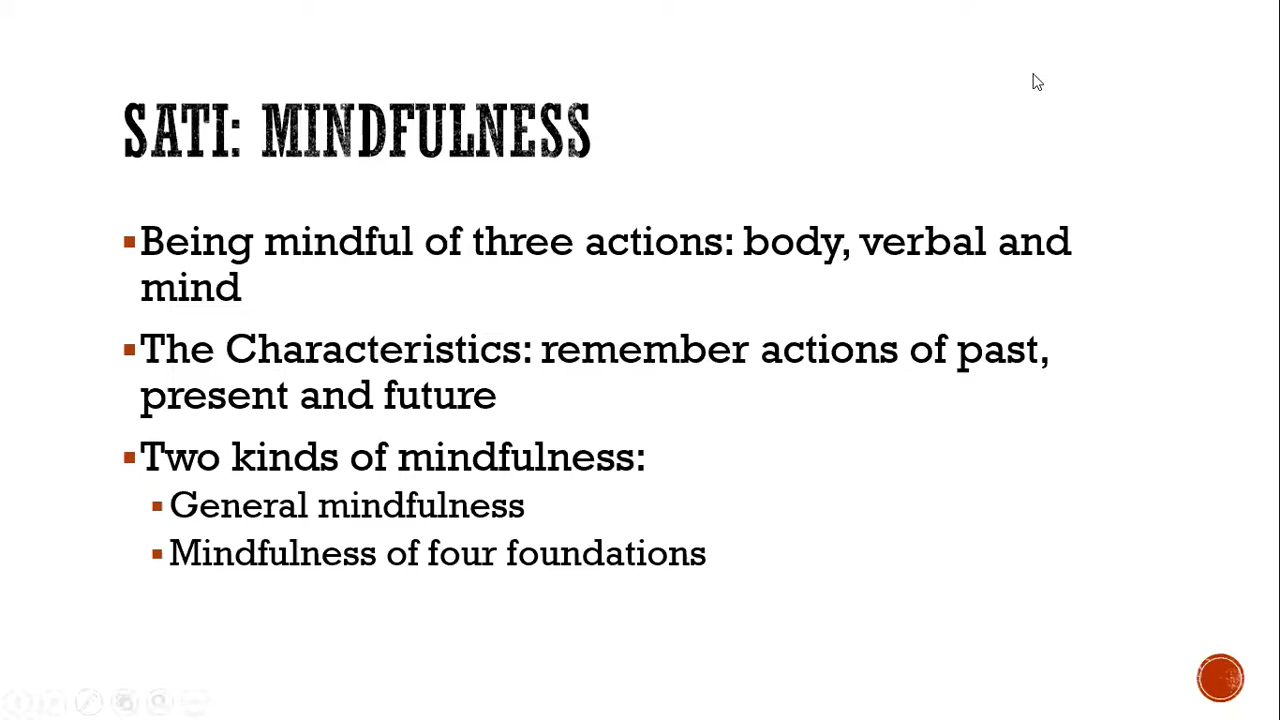 SATI: MINDFULNESS
▪Being mindful of three actions: body, verbal and
mind
▪The Characteristics: remember actions of past,
present and future
▪Two kinds of mindfulness:
▪General mindfulness
▪Mindfulness of four foundations